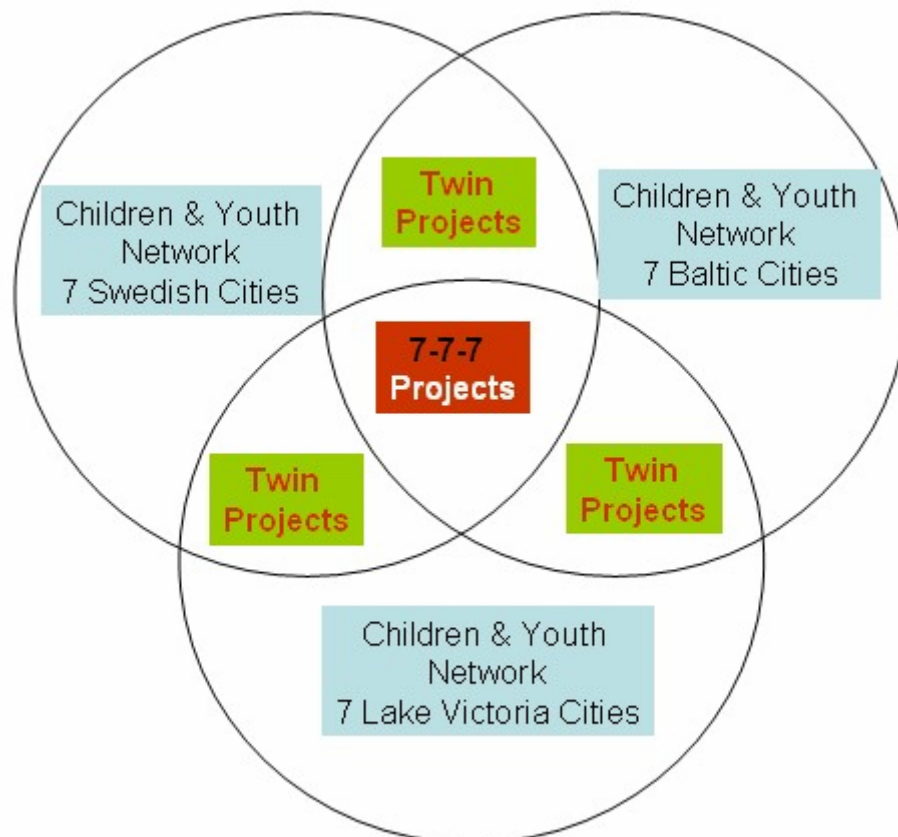 Twin
Projects
Children & Youth
Network
7 Swedish Cities
Children & Youth
Network
7 Baltic Cities
7-7-7
Projects
Twin
Projects
Twin
Projects
Children & Youth
Network
7 Lake Victoria Cities